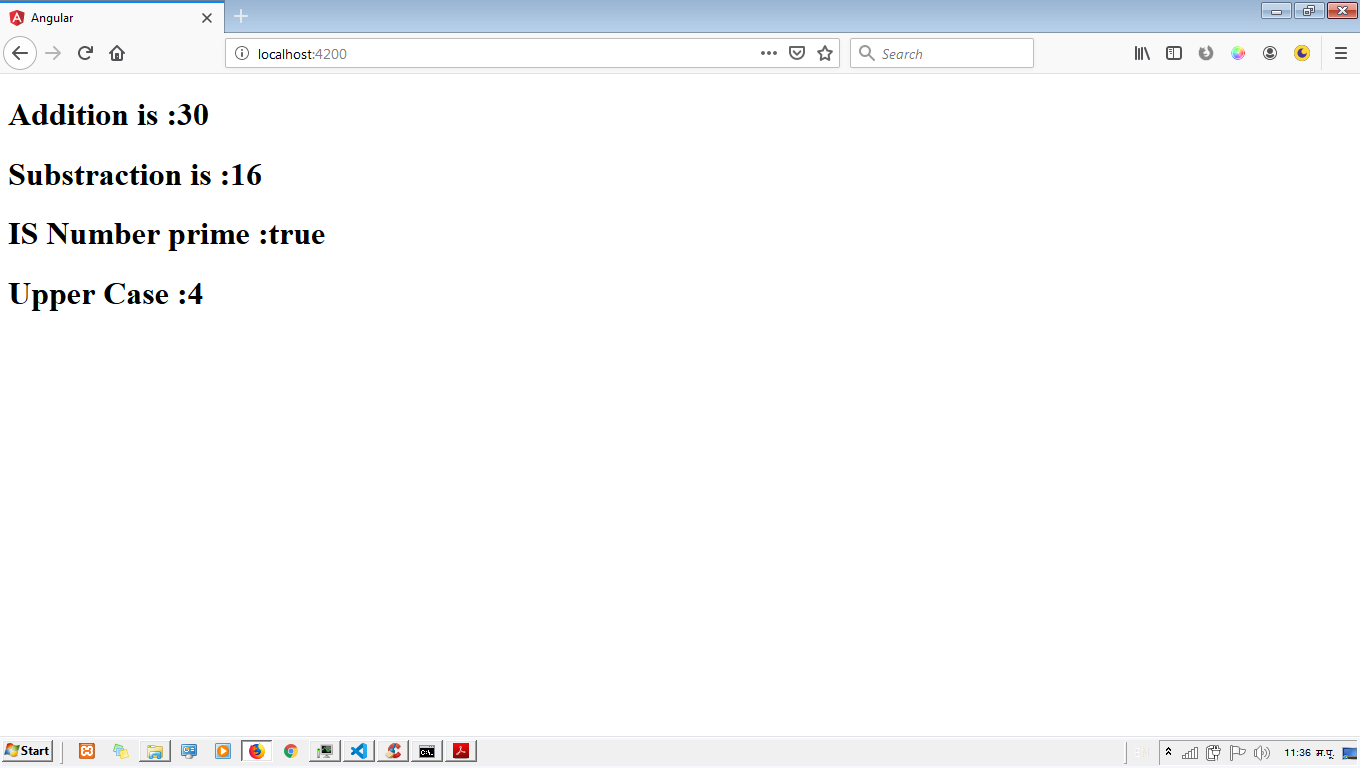 Angular
localhost:4200
Search
Addition is :30
Substraction is :16
IS Number prime :true
Upper Case :4
Start
11:36 म.पू.